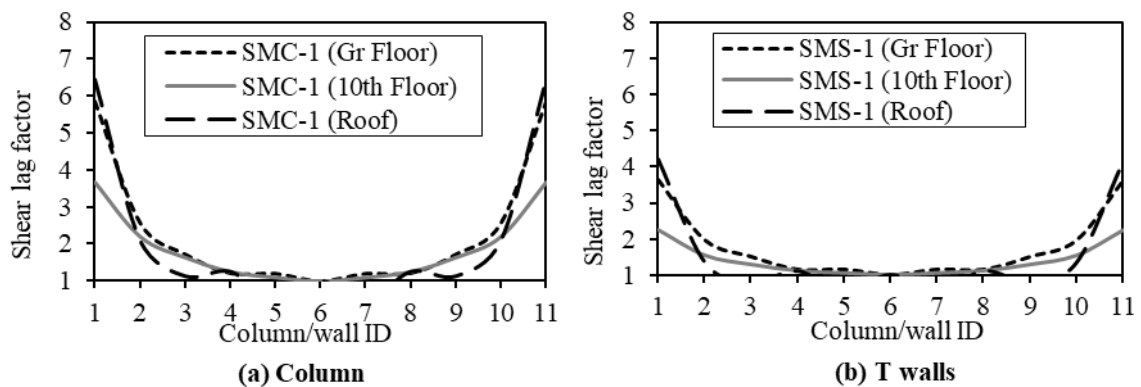 8
7
6
5
4
3
2
1
Shear lag factor
SMC-1 (Gr Floor)
SMC-1 (10th Floor)
SMC-1 (Roof)
1 2 3 4 5 6 7 8 9 10 11
Column/wall ID
(a) Column
8
7
6
5
4
3
2
1
Shear lag factor
SMS-1 (Gr Floor)
SMS-1 (10th Floor)
SMS-1 (Roof)
1 2 3 4 5 6 7 8 9 10 11
Column/wall ID
(b) T walls